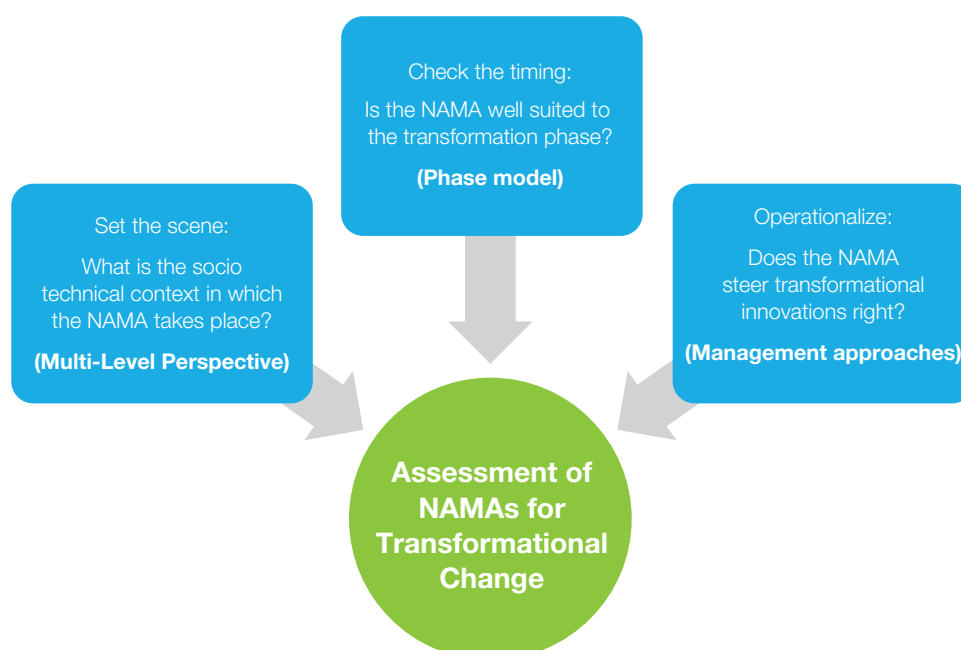 Check the timing:
Is the NAMA well suited to
the transformation phase?
(Phase model)
Set the scene:
What is the socio
technical context in which
the NAMA takes place?
(Multi-Level Perspective)
Operationalize:
Does the NAMA
steer transformational
innovations right?
(Management approaches)
Assessment of
NAMAs for
Transformational
Change